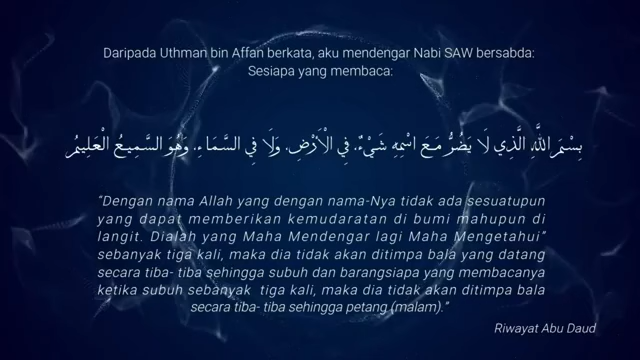 Daripada Uthman bin Affan berkata, aku mendengar Nabi SAW bersabda:
Sesiapa yang membaca:
بِسْمِ اللَّهِ الَّذِي لَا يَضُرُّ مَعَ اسْمِهِ شَيْءٌ. فِي الْأَرْضِ. وَلَا فِي السَّمَاءِ. وَهُوَ السَّمِيعُ الْعَلِيمُ
“Dengan nama Allah yang dengan nama-Nya tidak ada sesuatupun
yang dapat memberikan kemudaratan di bumi mahupun di
langit. Dialah yang Maha Mendengar lagi Maha Mengetahui“
sebanyak tiga kali, maka dia tidak akan ditimpa bala yang datang
secara tiba- tiba sehingga subuh dan barangsiapa yang membacanya
ketika subuh sebanyak tiga kali, maka dia tidak akan ditimpa bala
secara tiba- tiba sehingga petang (malam).”
Riwayat Abu Daud